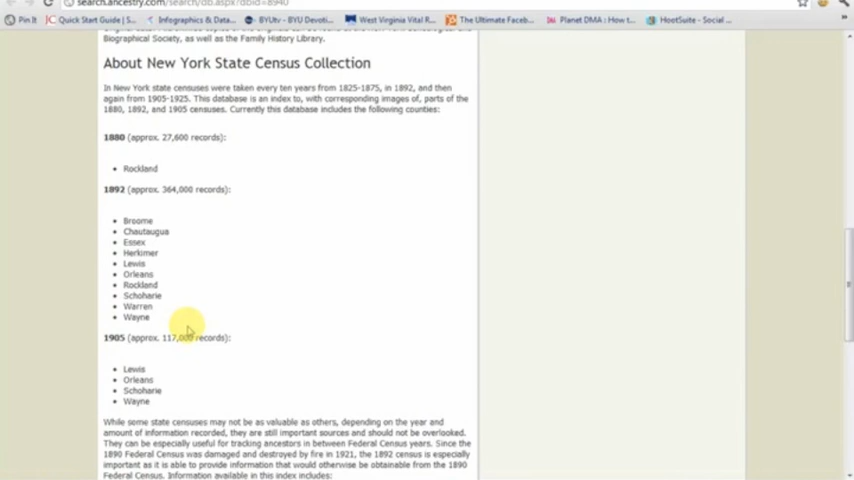 search.ancestry.com/search/db.aspx?dbid=8940
Pin It
Quick Start Guide | S...
Infographics & Data...
BYUtv - BYU Devoti...
West Virginia Vital R...
The Ultimate Faceb...
Planet DMA : How t...
HootSuite - Social ...
Biographical Society, as well as the Family History Library.
About New York State Census Collection
In New York state censuses were taken every ten years from 1825-1875, in 1892, and then
again from 1905-1925. This database is an index to, with corresponding images of, parts of the
1880, 1892, and 1905 censuses. Currently this database includes the following counties:
1880 (approx. 27,600 records):
Rockland
1892 (approx. 364,000 records):
Broome
Chautaugua
Essex
Herkimer
Lewis
Orleans
Rockland
Schoharie
Warren
Wayne
1905 (approx. 117,000 records):
Lewis
Orleans
Schoharie
Wayne
While some state censuses may not be as valuable as others, depending on the year and
amount of information recorded, they are still important sources and should not be overlooked.
They can be especially useful for tracking ancestors in between Federal Census years. Since the
1890 Federal Census was damaged and destroyed by fire in 1921, the 1892 census is especially
important as it is able to provide information that would otherwise be obtainable from the 1890
Federal Census. Information available in this index includes: